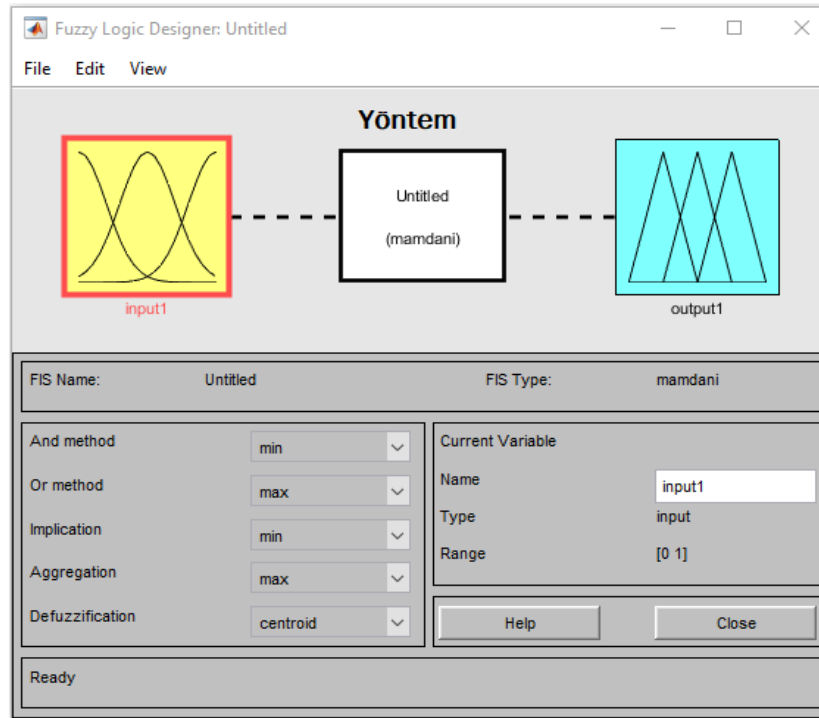 Fuzzy Logic Designer: Untitled
File Edit View
Yöntem
Untitled
(mamdani)
input1
output1
FIS Name: Untitled FIS Type: mamdani
And method min
Or method max
Implication min
Aggregation max
Defuzzification centroid
Current Variable
Name input1
Type input
Range [0 1]
Help Close
Ready